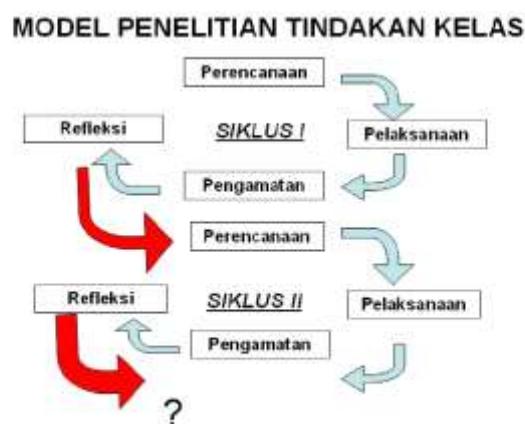 MODEL PENELITIAN TINDAKAN KELAS
Perencanaan
Refleksi
SIKLUS I
Pelaksanaan
Pengamatan
Perencanaan
Refleksi
SIKLUS II
Pelaksanaan
Pengamatan
?